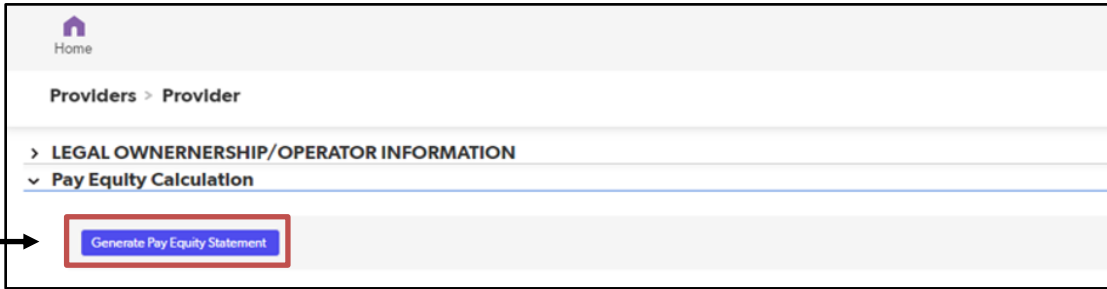 Home
Providers > Provider
> LEGAL OWNERNERSHIP/OPERATOR INFORMATION
Pay Equity Calculation
Generate Pay Equity Statement